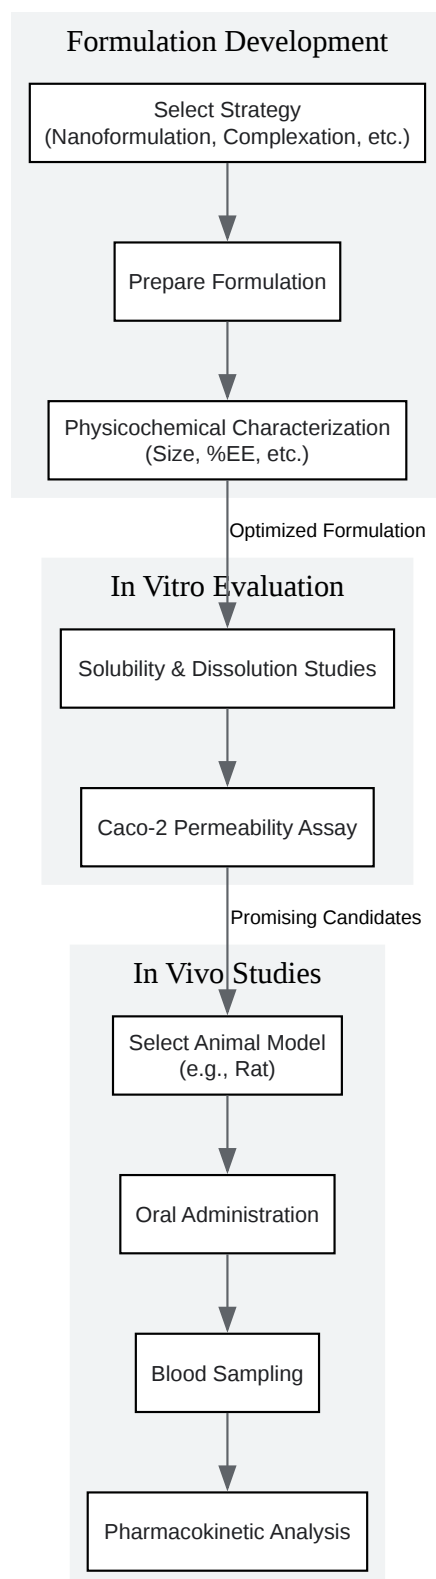 Formulation Development
Select Strategy
(Nanoformulation, Complexation, etc.)
Prepare Formulation
Physicochemical Characterization
(Size, %EE, etc.)
Optimized Formulation
In Vitro Evaluation
Solubility & Dissolution Studies
Caco-2 Permeability Assay
Promising Candidates
In Vivo Studies
Select Animal Model
(e.g., Rat)
Oral Administration
Blood Sampling
Pharmacokinetic Analysis